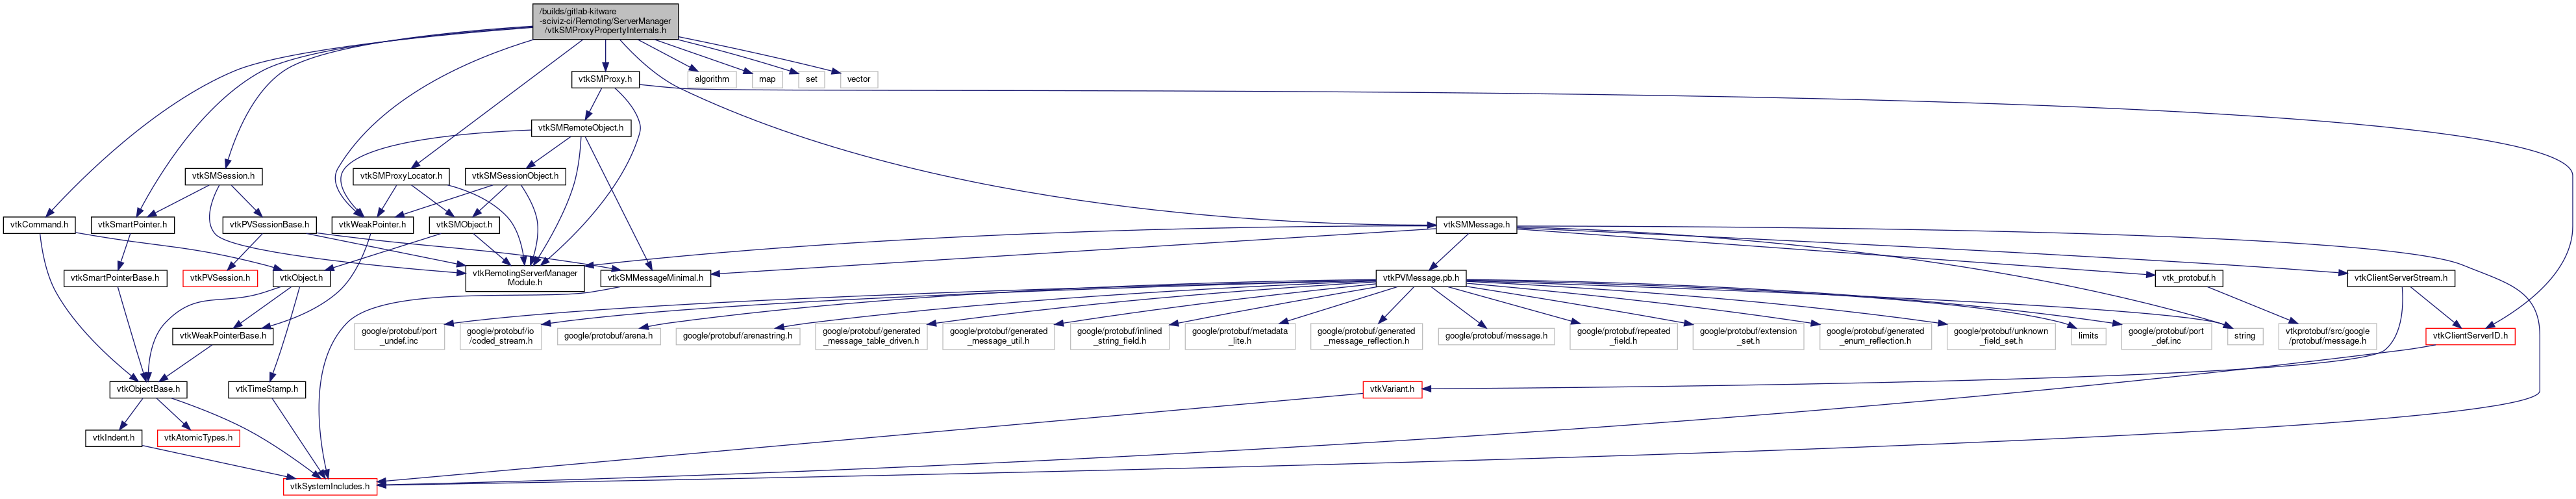 /builds/gitlab-kitware
-sciviz-ci/Remoting/ServerManager
/vtkSMProxyPropertyInternals.h
vtkSMProxy.h
algorithm
map
set
vector
vtkSMRemoteObject.h
vtkSMSession.h
vtkSMProxyLocator.h
vtkSMSessionObject.h
vtkCommand.h
vtkSmartPointer.h
vtkPVSessionBase.h
vtkWeakPointer.h
vtkSMObject.h
vtkSMMessage.h
vtkSmartPointerBase.h
vtkPVSession.h
vtkObject.h
vtkRemotingServerManager
Module.h
vtkSMMessageMinimal.h
vtkPVMessage.pb.h
vtk_protobuf.h
vtkClientServerStream.h
vtkWeakPointerBase.h
google/protobuf/port
_undef.inc
google/protobuf/io
/coded_stream.h
google/protobuf/arena.h
google/protobuf/arenastring.h
google/protobuf/generated
_message_table_driven.h
google/protobuf/generated
_message_util.h
google/protobuf/inlined
_string_field.h
google/protobuf/metadata
_lite.h
google/protobuf/generated
_message_reflection.h
google/protobuf/message.h
google/protobuf/repeated
_field.h
google/protobuf/extension
_set.h
google/protobuf/generated
_enum_reflection.h
google/protobuf/unknown
_field_set.h
limits
google/protobuf/port
_def.inc
string
vtkprotobuf/src/google
/protobuf/message.h
vtkClientServerID.h
vtkObjectBase.h
vtkTimeStamp.h
vtkVariant.h
vtkIndent.h
vtkAtomicTypes.h
vtkSystemIncludes.h